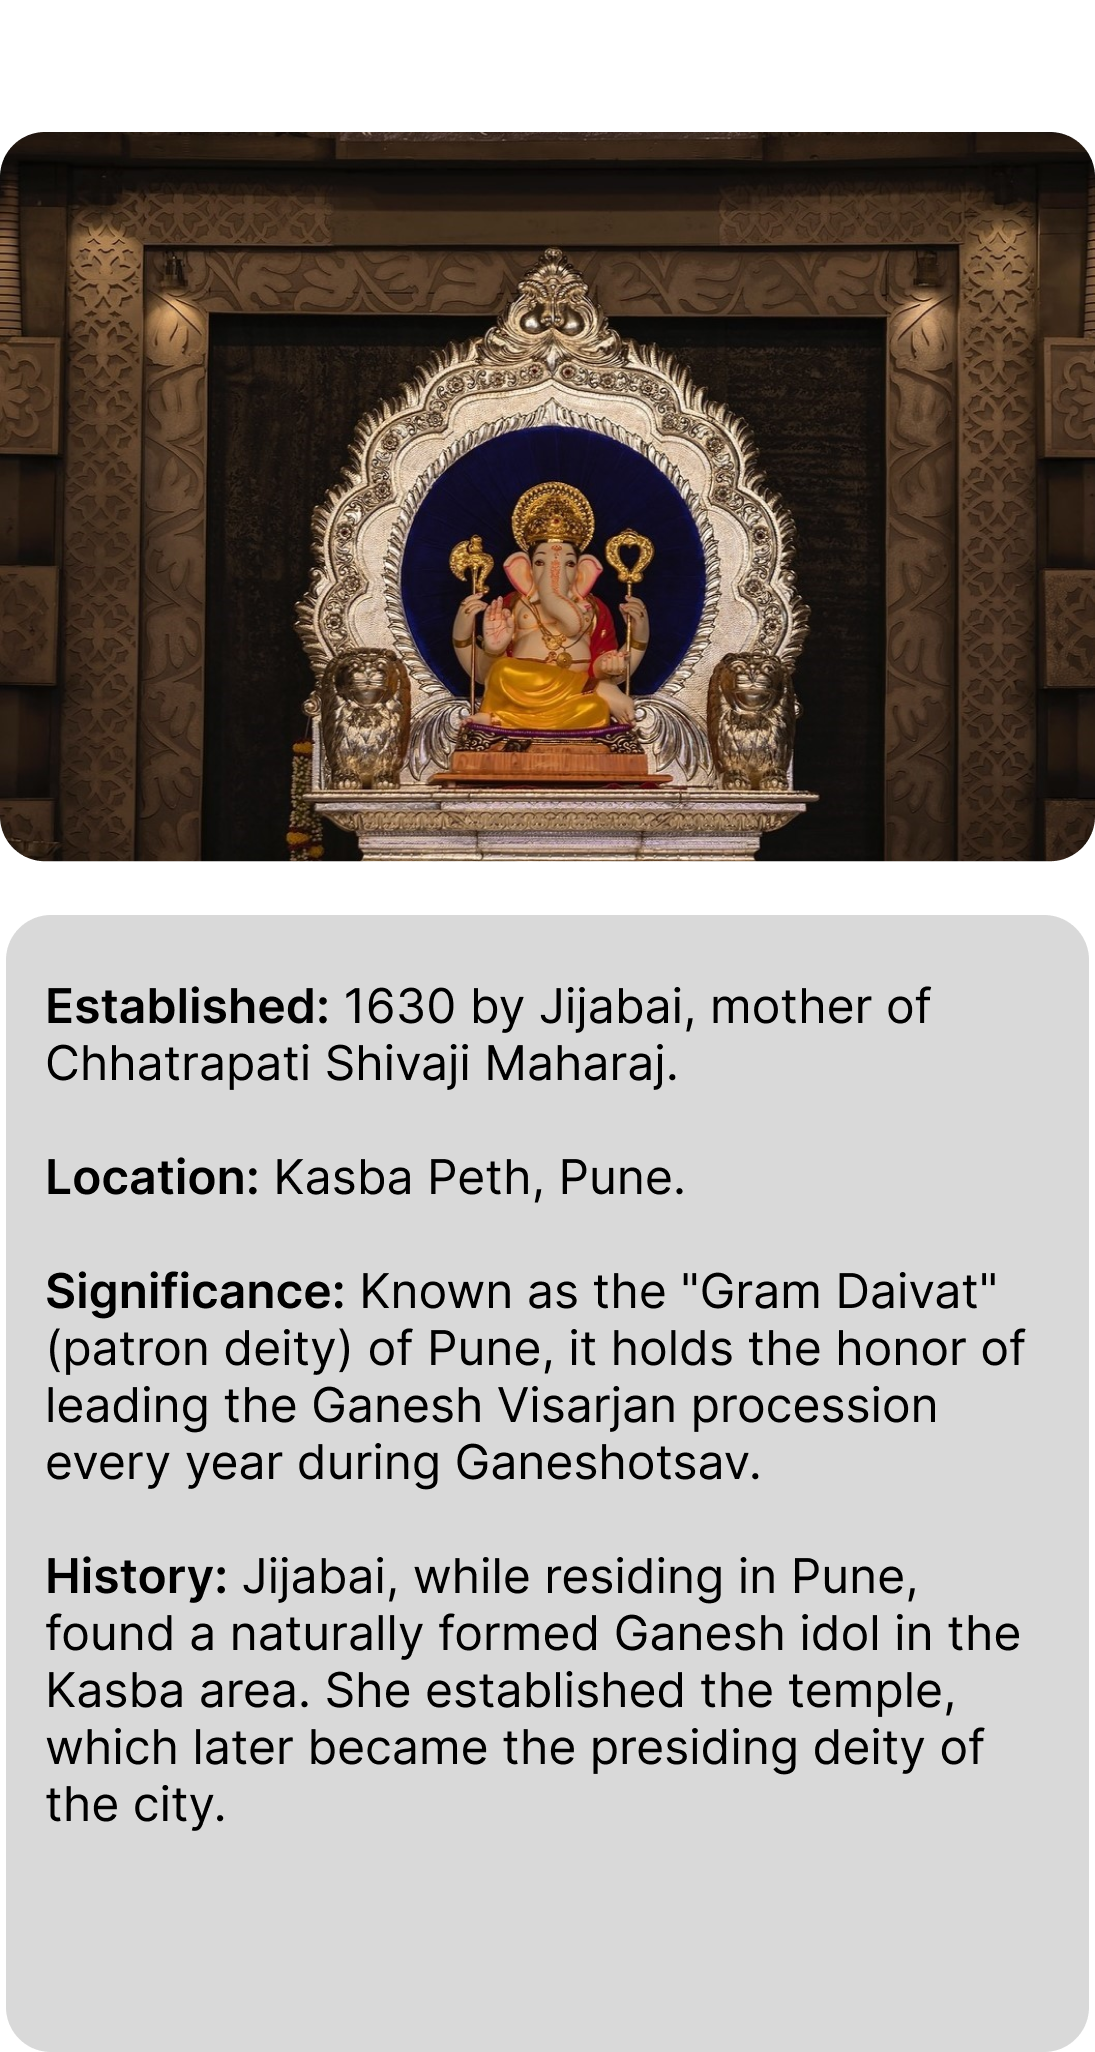 Established: 1630 by Jijabai, mother of
Chhatrapati Shivaji Maharaj.
Location: Kasba Peth, Pune.
Significance: Known as the "Gram Daivat"
(patron deity) of Pune, it holds the honor of
leading the Ganesh Visarjan procession
every year during Ganeshotsav.
History: Jijabai, while residing in Pune,
found a naturally formed Ganesh idol in the
Kasba area. She established the temple,
which later became the presiding deity of
the city.